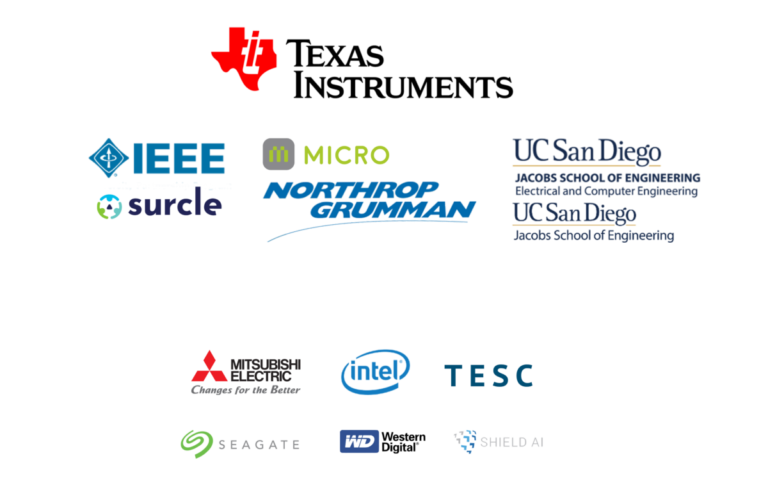 TEXAS
INSTRUMENTS
IEEE
MICRO
UC San Diego
JACOBS SCHOOL OF ENGINEERING
Electrical and Computer Engineering
surcle
NORTHROP
GRUMMAN
UC San Diego
Jacobs School of Engineering
MITSUBISHI
ELECTRIC
Changes for the Better
intel
TESC
SEAGATE
WD
Western
Digital
SHIELD AI